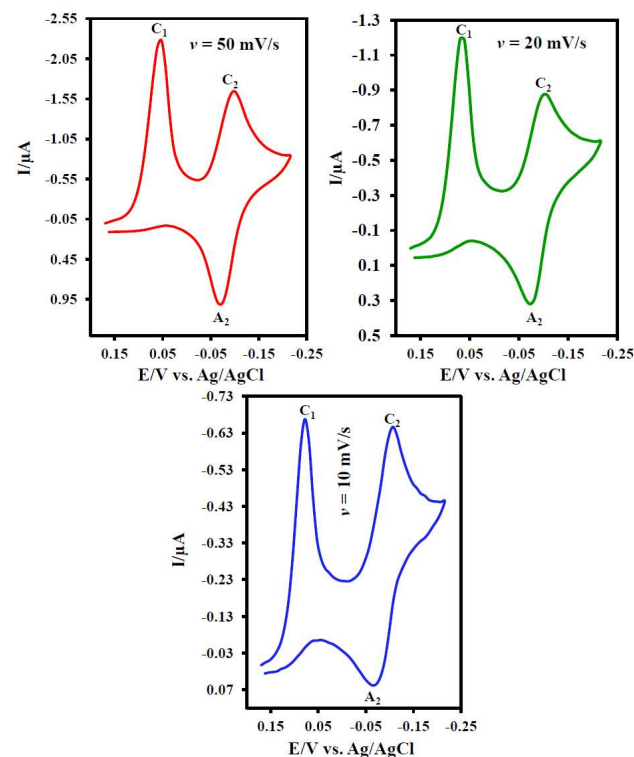 -2.55
-2.05
-1.55
-1.05
-0.55
-0.05
0.45
0.95
I/µA
C1
v = 50 mV/s
C2
A2
0.15 0.05 -0.05 -0.15 -0.25
E/V vs. Ag/AgCl
-1.3
-1.1
-0.9
-0.7
-0.5
-0.3
-0.1
0.1
0.3
0.5
I/µA
C1
v = 20 mV/s
C2
A2
0.15 0.05 -0.05 -0.15 -0.25
E/V vs. Ag/AgCl
-0.73
-0.63
-0.53
-0.43
-0.33
-0.23
-0.13
-0.03
0.07
I/µA
C1
v = 10 mV/s
C2
A2
0.15 0.05 -0.05 -0.15 -0.25
E/V vs. Ag/AgCl